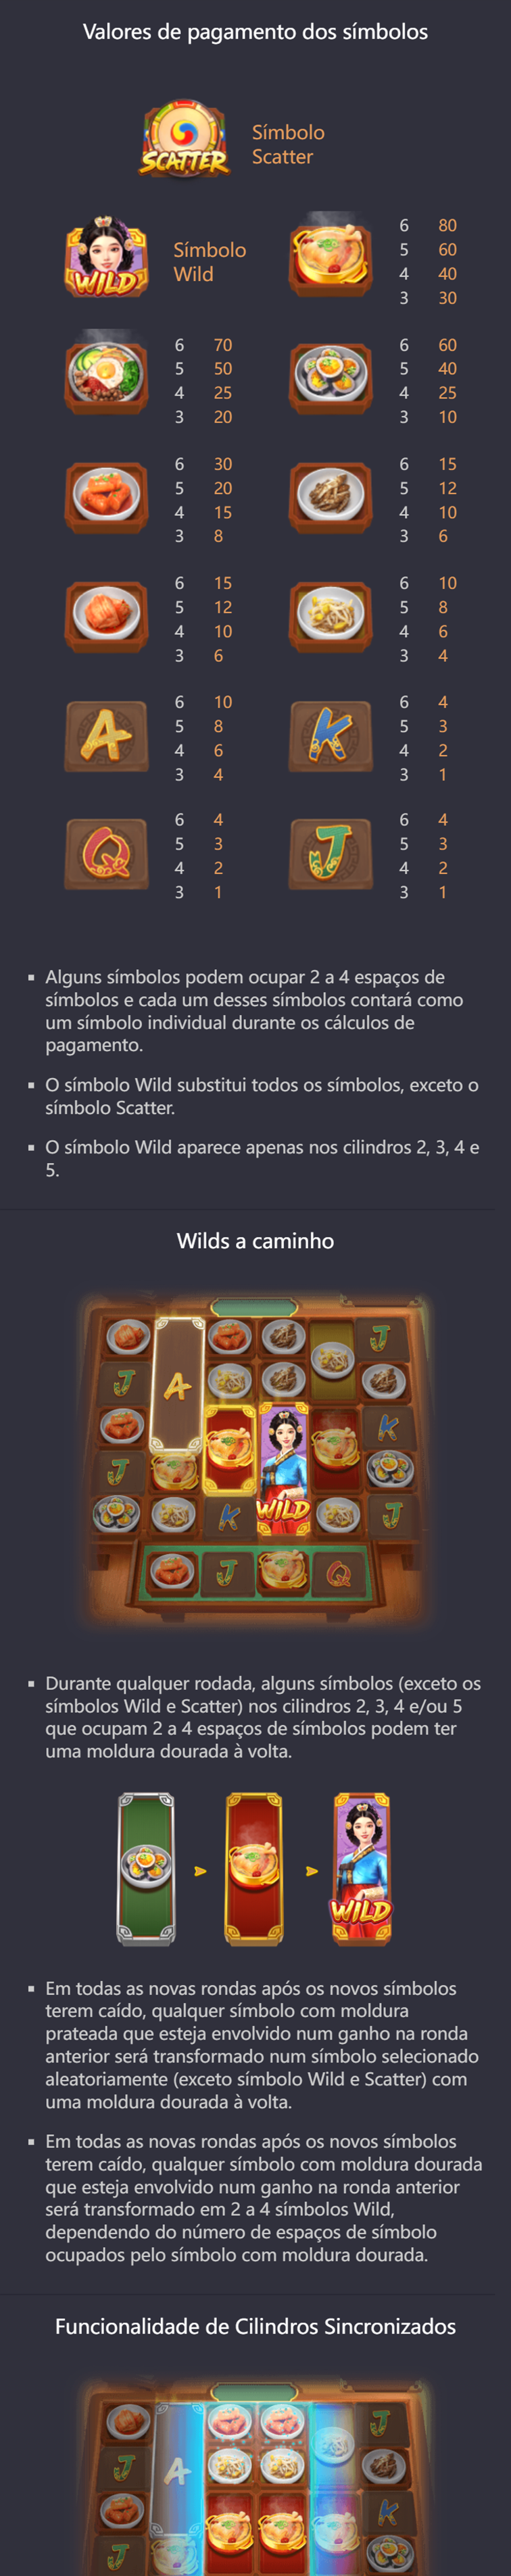 Valores de pagamento dos símbolos
SCATTER
Símbolo
Scatter
WILD
Símbolo
Wild
6 80
5 60
4 40
3 30
6 70
5 50
4 25
3 20
6 60
5 40
4 25
3 10
6 30
5 20
4 15
3 8
6 15
5 12
4 10
3 6
6 15
5 12
4 10
3 6
6 10
5 8
4 6
3 4
A
6 10
5 8
4 6
3 4
K
6 4
5 3
4 2
3 1
Q
6 4
5 3
4 2
3 1
J
6 4
5 3
4 2
3 1
▪ Alguns símbolos podem ocupar 2 a 4 espaços de
símbolos e cada um desses símbolos contará como
um símbolo individual durante os cálculos de
pagamento.
▪ O símbolo Wild substitui todos os símbolos, exceto o
símbolo Scatter.
▪ O símbolo Wild aparece apenas nos cilindros 2, 3, 4 e
5.
Wilds a caminho
J
J A
K
J
K WILD J
J Q
▪ Durante qualquer rodada, alguns símbolos (exceto os
símbolos Wild e Scatter) nos cilindros 2, 3, 4 e/ou 5
que ocupam 2 a 4 espaços de símbolos podem ter
uma moldura dourada à volta.
WILD
▪ Em todas as novas rondas após os novos símbolos
terem caído, qualquer símbolo com moldura
prateada que esteja envolvido num ganho na ronda
anterior será transformado num símbolo selecionado
aleatoriamente (exceto símbolo Wild e Scatter) com
uma moldura dourada à volta.
▪ Em todas as novas rondas após os novos símbolos
terem caído, qualquer símbolo com moldura dourada
que esteja envolvido num ganho na ronda anterior
será transformado em 2 a 4 símbolos Wild,
dependendo do número de espaços de símbolo
ocupados pelo símbolo com moldura dourada.
Funcionalidade de Cilindros Sincronizados
J
J A
K
J